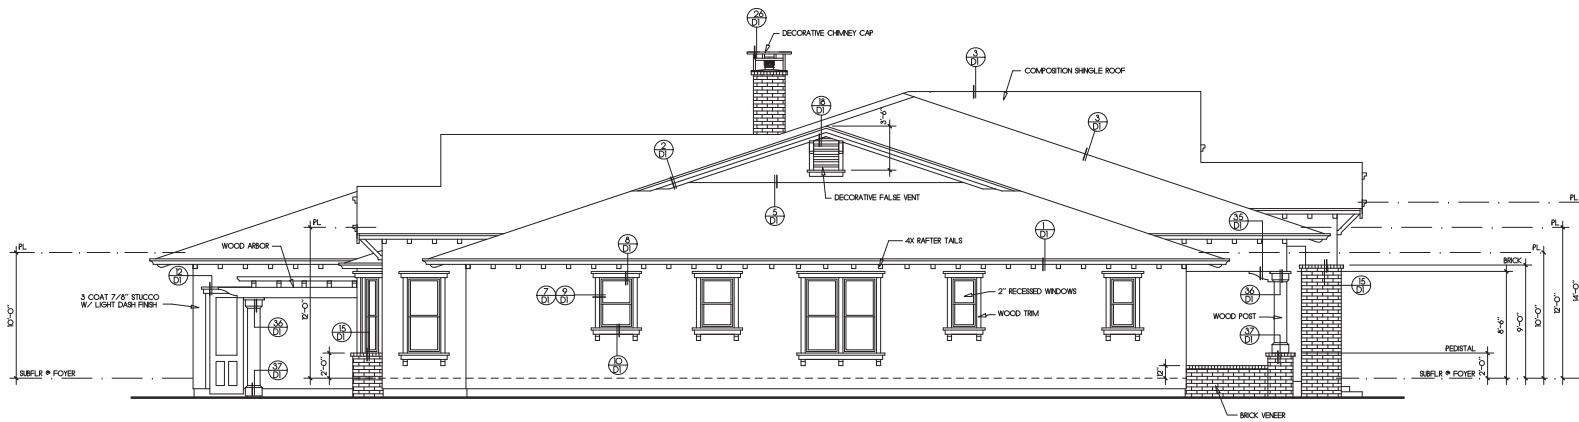 26
D1
DECORATIVE CHIMNEY CAP
3
D1
COMPOSITION SHINGLE ROOF
18
D1
3'-6"
3
D1
2
D1
DECORATIVE FALSE VENT
5
D1
PL.
PL.
PL.
PL.
PL.
35
D1
1
D1
8
D1
4X RAFTER TAILS
WOOD ARBOR
BRICK
12
D1
15
D1
3 COAT 7/8" STUCCO
W/ LIGHT DASH FINISH
7
D1
9
D1
2" RECESSED WINDOWS
36
D1
WOOD TRIM
WOOD POST
10'-0"
12'-0"
36
D1
15
D1
37
D1
8'-6"
9'-0"
10'-0"
12'-0"
14'-0"
PEDISTAL
10
D1
2'-0"
37
D1
12"
2'-0"
SUBFLR @ FOYER
SUBFLR @ FOYER
BRICK VENEER